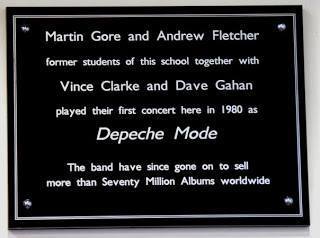 Martin Gore and Andrew Fletcher
former students of this school together with
Vince Clarke and Dave Gahan
played their first concert here in 1980 as
Depeche Mode
The band have since gone on to sell
more than Seventy Million Albums worldwide